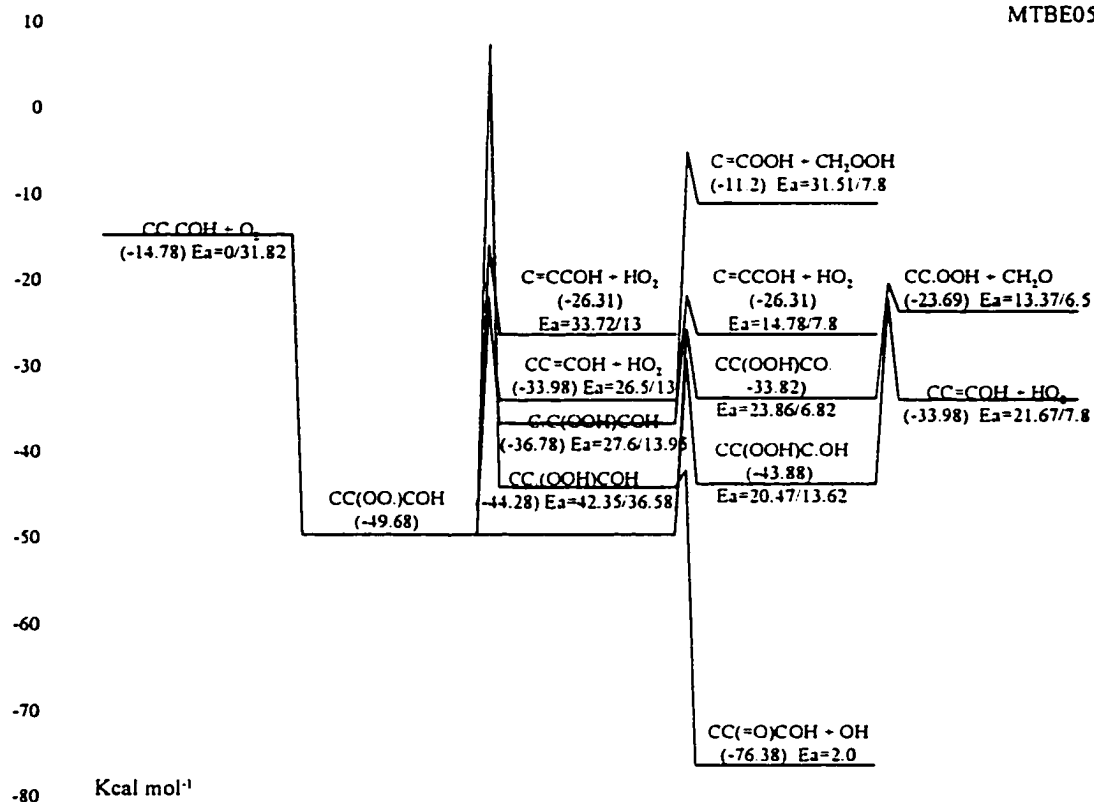 MTBE05
10
0
-10
-20
-30
-40
-50
-60
-70
-80
Kcal mol⁻¹
CC.COH + O₂
(-14.78) Ea=0/31.82
CC(OO.)COH
(-49.68)
C=CCOH + HO₂
(-26.31)
Ea=33.72/13
CC=COH + HO₂
(-33.98) Ea=26.5/13
C.C(OOH)COH
(-36.78) Ea=27.6/13.95
CC.(OOH)COH
(-44.28) Ea=42.35/36.58
C=COOH + CH₂OOH
(-11.2) Ea=31.51/7.8
C=CCOH + HO₂
(-26.31)
Ea=14.78/7.8
CC(OOH)CO.
-33.82)
Ea=23.86/6.82
CC(OOH)C.OH
(-43.88)
Ea=20.47/13.62
CC(=O)COH + OH
(-76.38) Ea=2.0
CC.OOH + CH₂O
(-23.69) Ea=13.37/6.5
CC=COH + HO₂
(-33.98) Ea=21.67/7.8